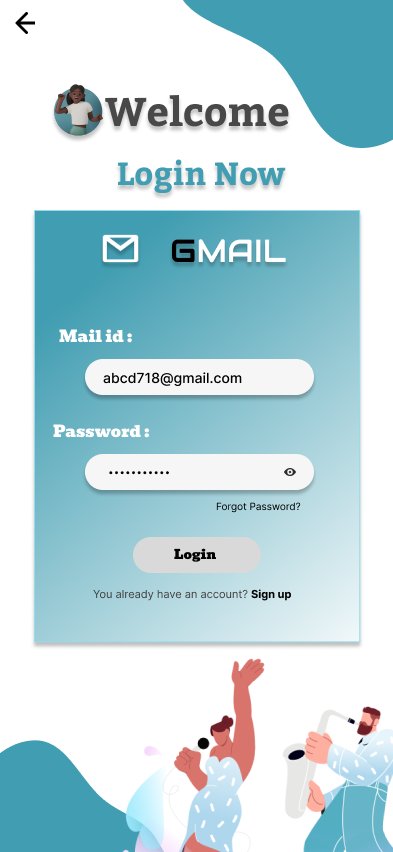 Welcome
Login Now
GMAIL
Mail id :
abcd718@gmail.com
Password :
•••••••••••
Forgot Password?
Login
You already have an account? Sign up